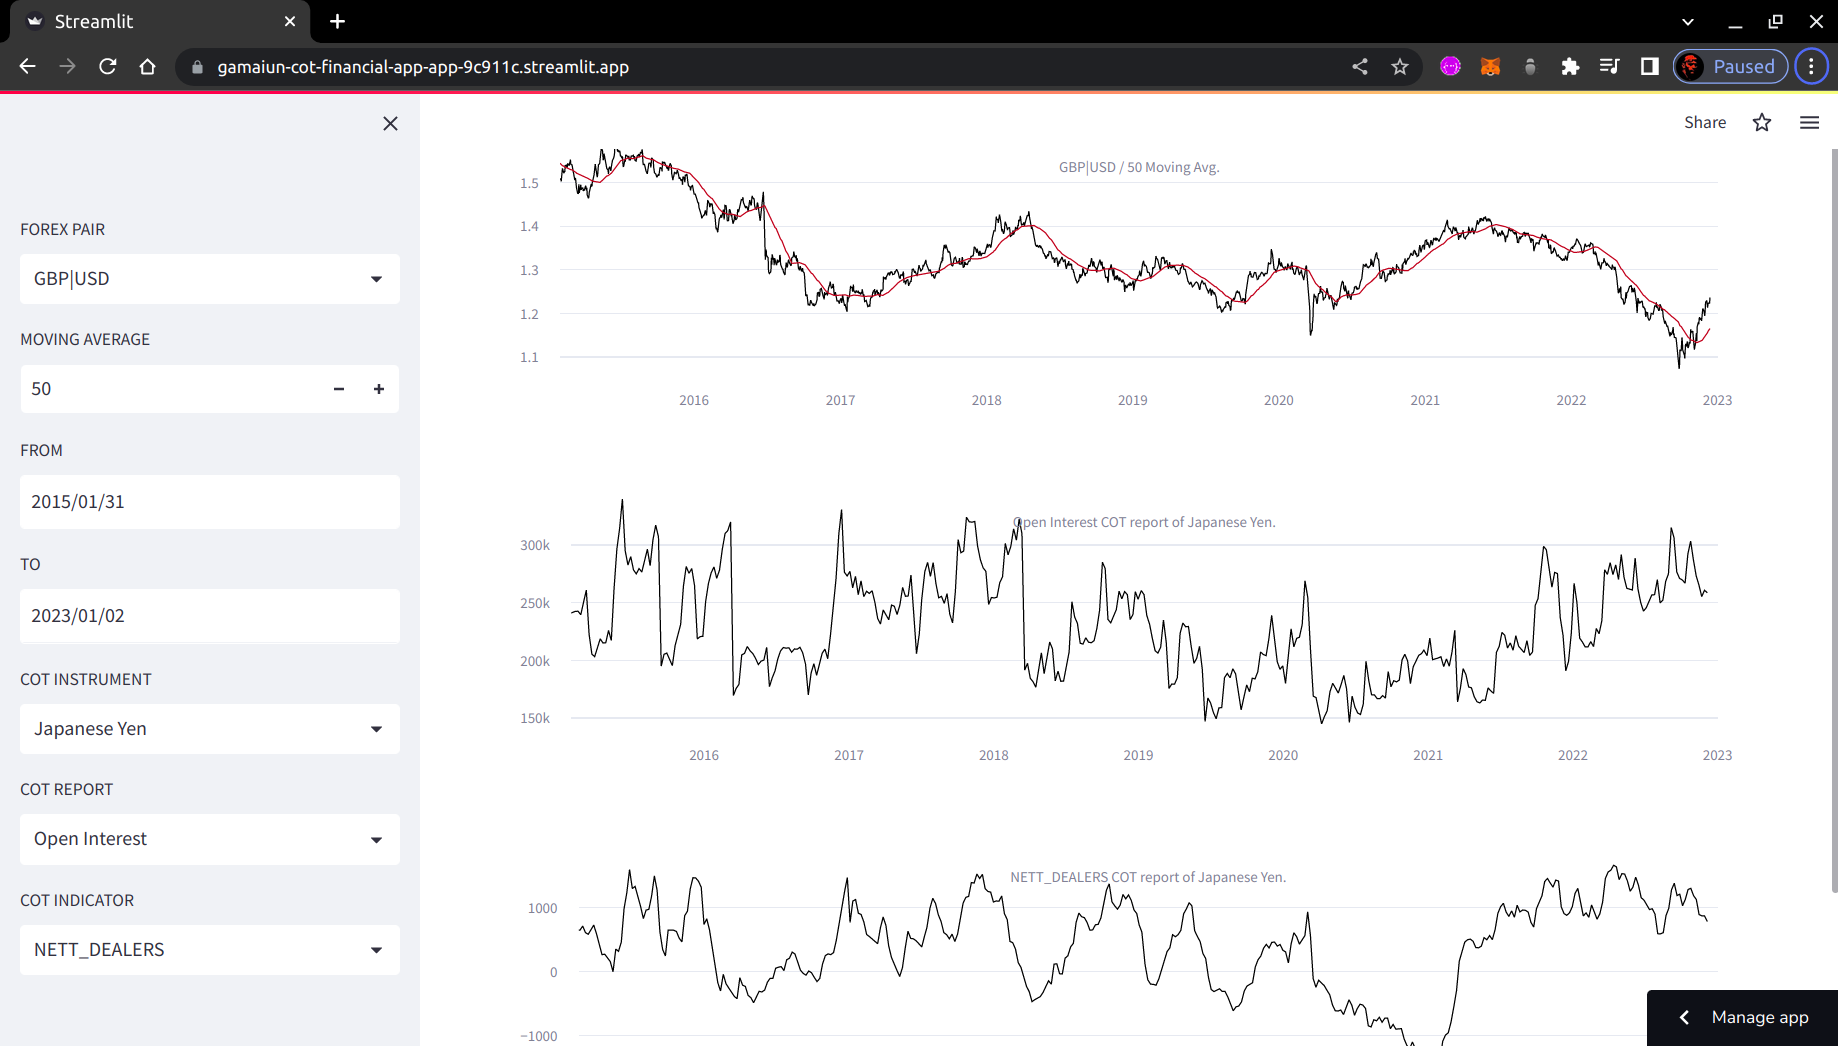 Streamlit
gamaiun-cot-financial-app-app-9c911c.streamlit.app
Paused
Share
FOREX PAIR
GBP|USD
MOVING AVERAGE
50
FROM
2015/01/31
TO
2023/01/02
COT INSTRUMENT
Japanese Yen
COT REPORT
Open Interest
COT INDICATOR
NETT_DEALERS
GBP|USD / 50 Moving Avg.
1.5
1.4
1.3
1.2
1.1
2016 2017 2018 2019 2020 2021 2022 2023
Open Interest COT report of Japanese Yen.
300k
250k
200k
150k
2016 2017 2018 2019 2020 2021 2022 2023
NETT_DEALERS COT report of Japanese Yen.
1000
0
−1000
Manage app